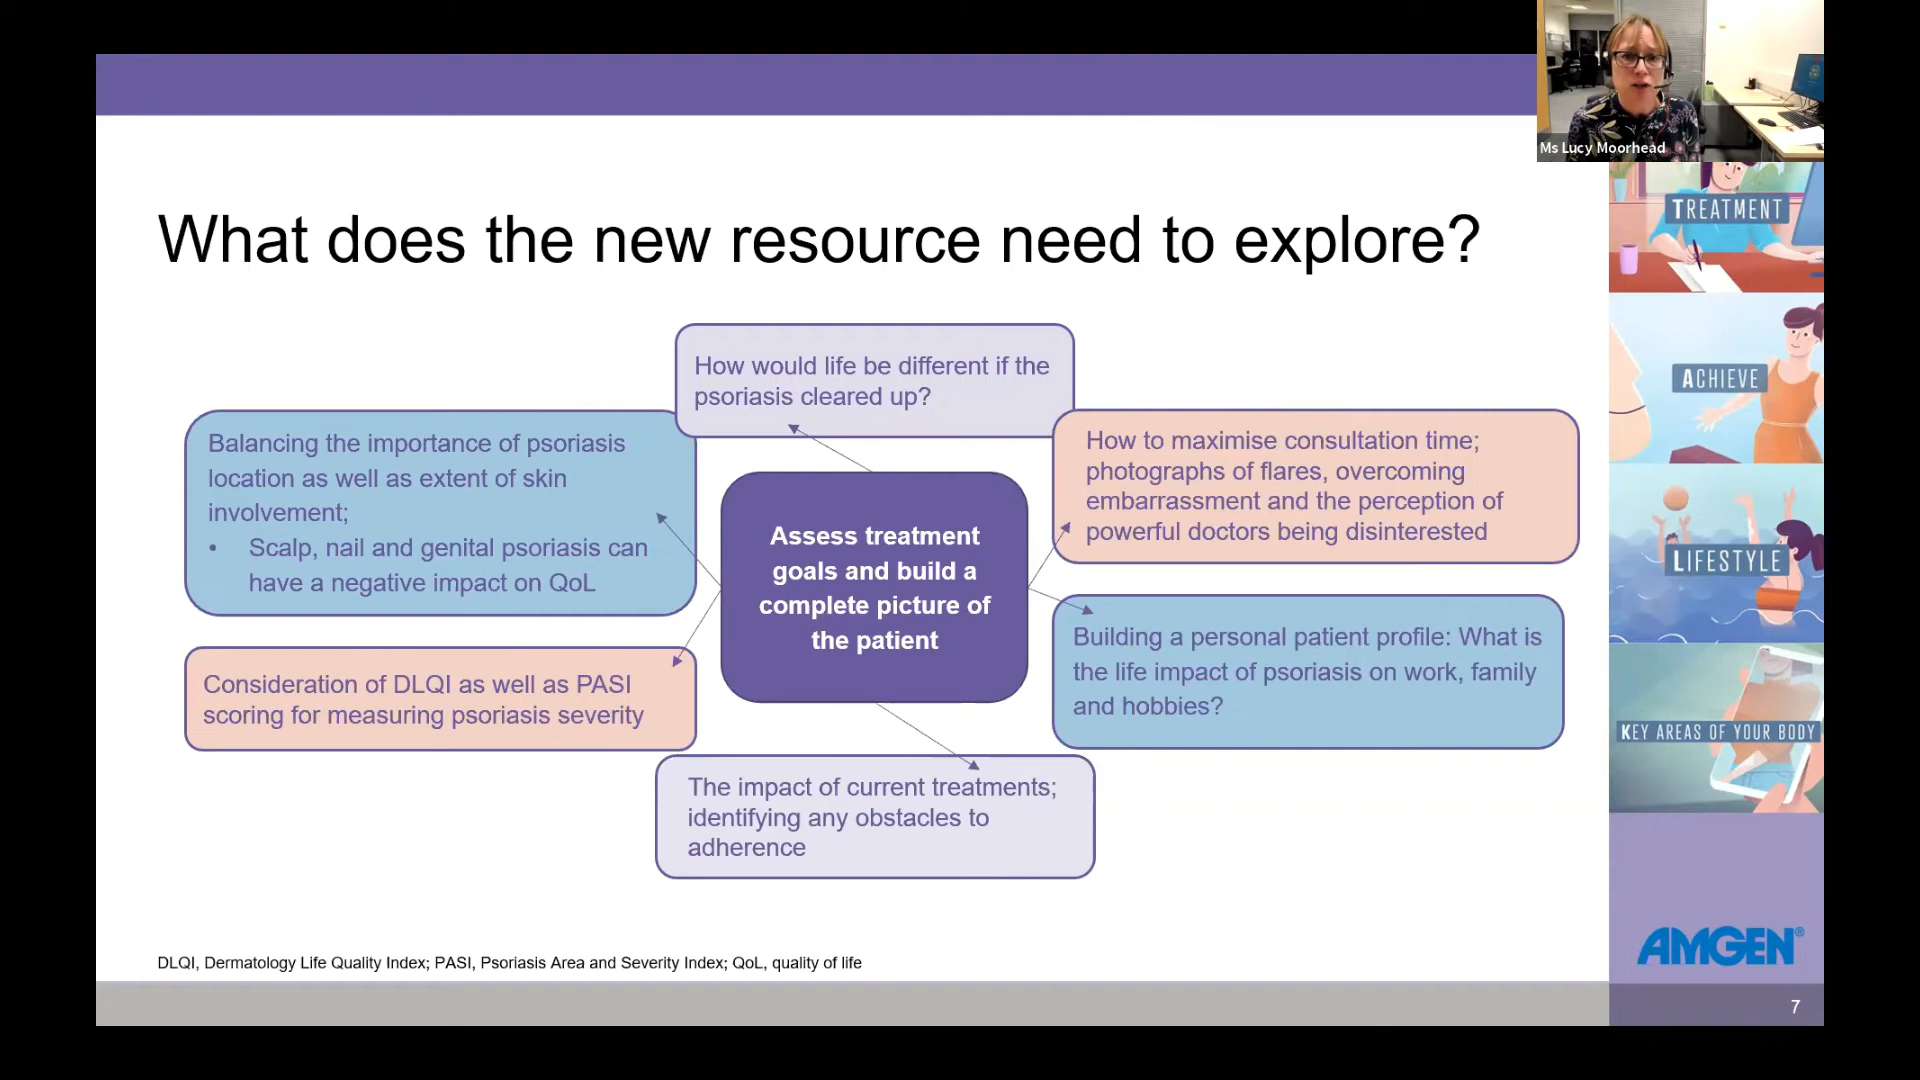 Ms Lucy Moorhead
What does the new resource need to explore?
How would life be different if the
psoriasis cleared up?
Balancing the importance of psoriasis
location as well as extent of skin
involvement;
• Scalp, nail and genital psoriasis can
have a negative impact on QoL
Assess treatment
goals and build a
complete picture of
the patient
How to maximise consultation time;
photographs of flares, overcoming
embarrassment and the perception of
powerful doctors being disinterested
Consideration of DLQI as well as PASI
scoring for measuring psoriasis severity
Building a personal patient profile: What is
the life impact of psoriasis on work, family
and hobbies?
The impact of current treatments;
identifying any obstacles to
adherence
TREATMENT
ACHIEVE
LIFESTYLE
KEY AREAS OF YOUR BODY
AMGEN®
DLQI, Dermatology Life Quality Index; PASI, Psoriasis Area and Severity Index; QoL, quality of life
7